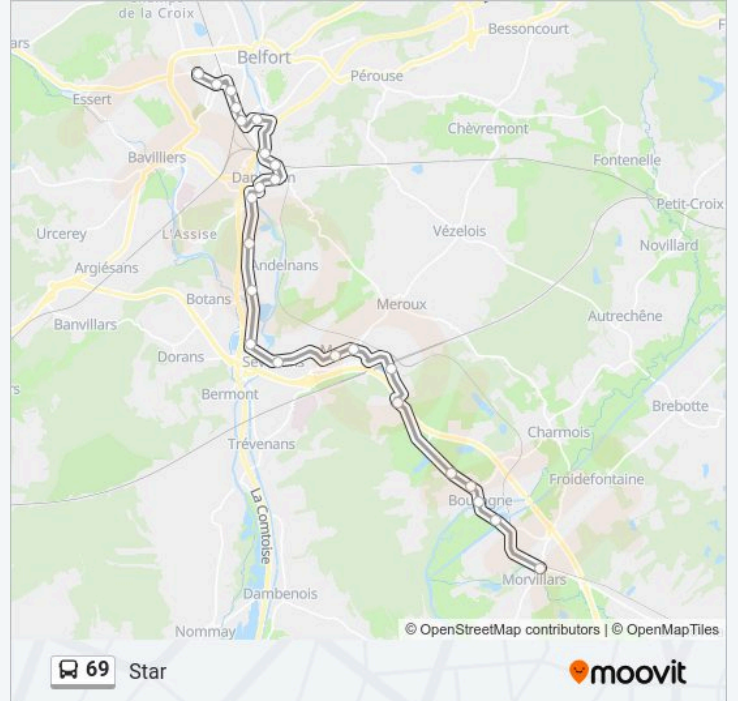 de la Croix
Bessoncourt
Belfort
Pérouse
Essert
Chèvremont
Bavilliers
Fontenelle
Petit-Croix
Urcerey
L'Assise
Vézelois
Novillard
Argiésans
Andelnans
Botans
Meroux
Autrechêne
Banvillars
Dorans
Bermont
Brebotte
Charmois
Trévenans
Froidefontaine
La Comtoise
Morvillars
Dambenois
Nommay
© OpenStreetMap contributors | © OpenMapTiles
69 Star
moovit